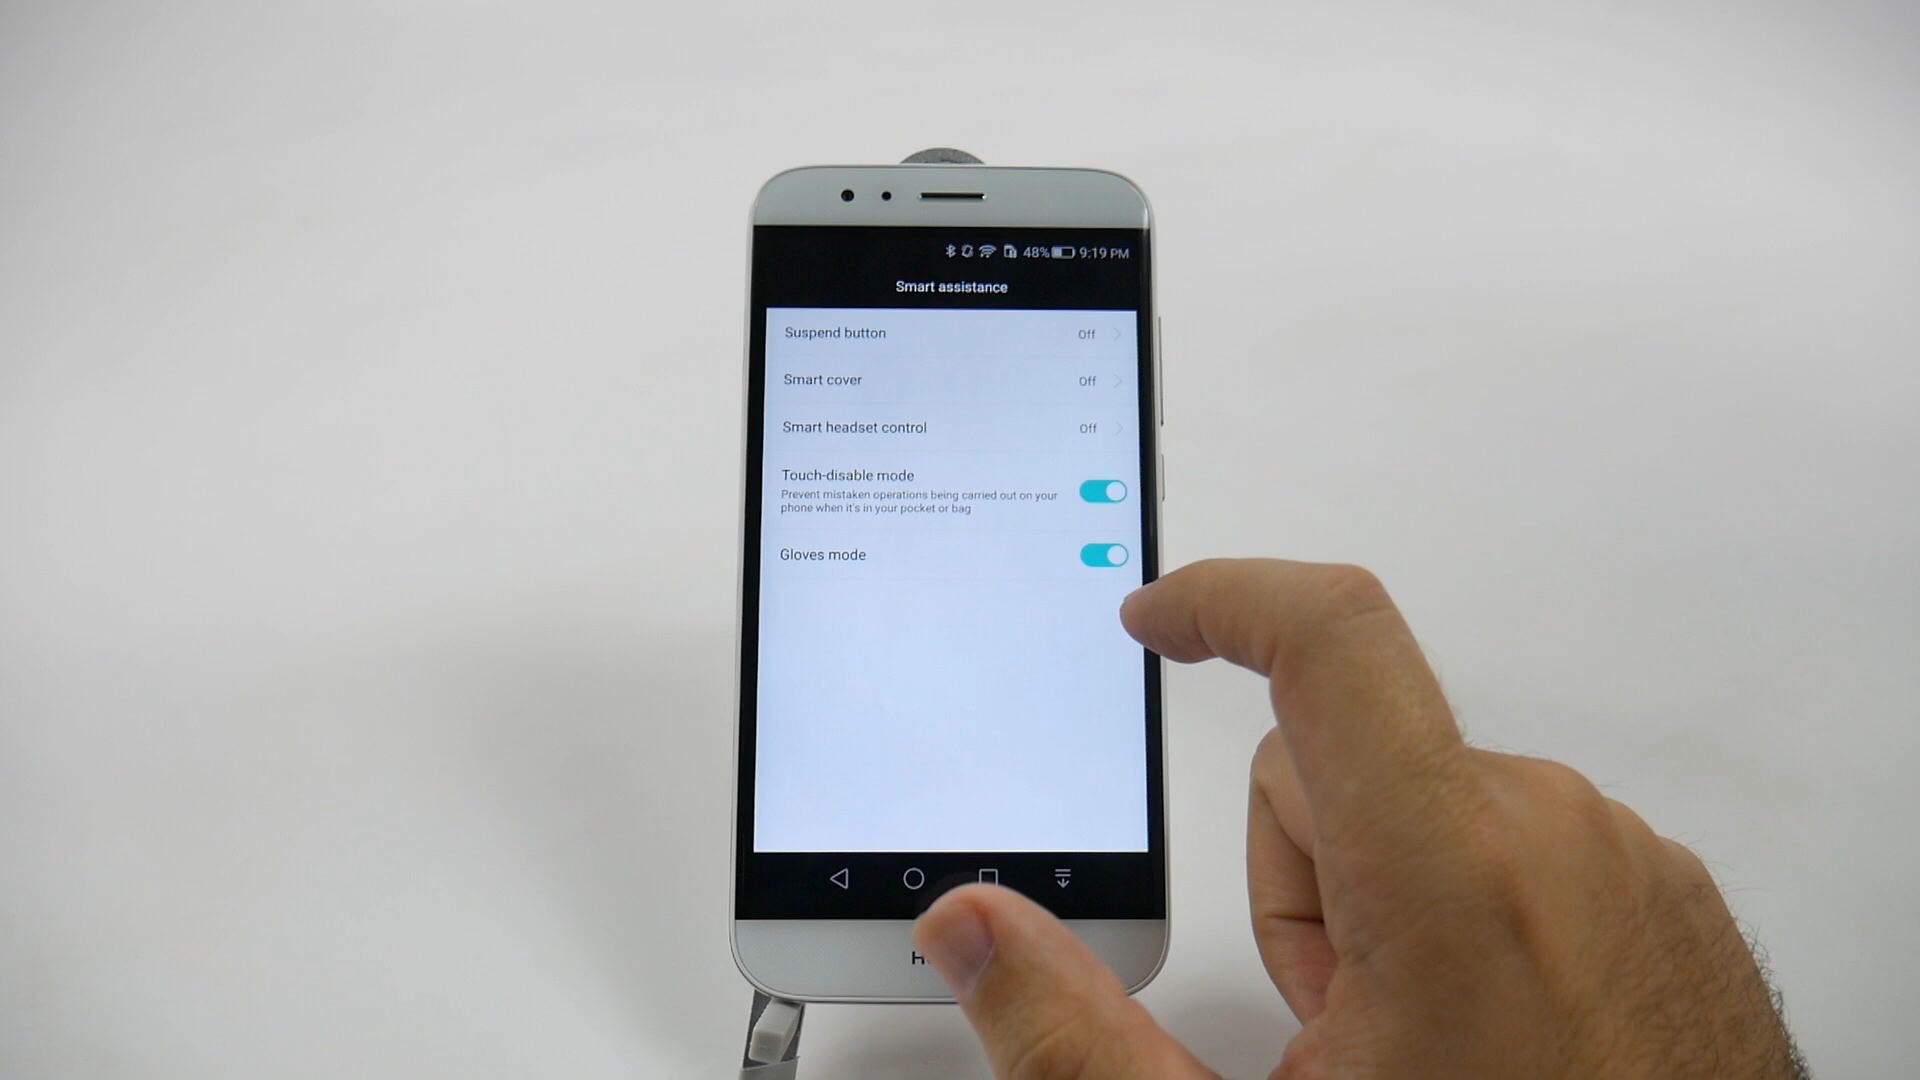 48% 9:19 PM
Smart assistance
Suspend button Off
Smart cover Off
Smart headset control Off
Touch-disable mode
Prevent mistaken operations being carried out on your
phone when it's in your pocket or bag
Gloves mode